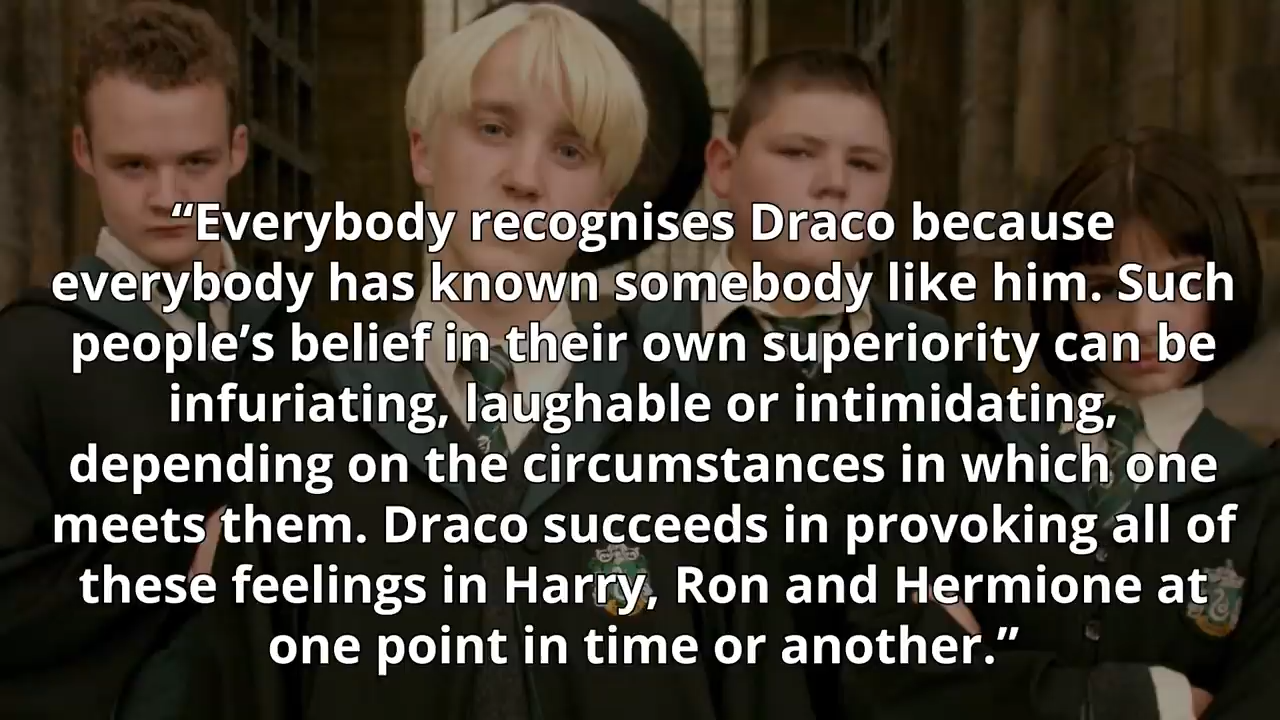 “Everybody recognises Draco because
everybody has known somebody like him. Such
people’s belief in their own superiority can be
infuriating, laughable or intimidating,
depending on the circumstances in which one
meets them. Draco succeeds in provoking all of
these feelings in Harry, Ron and Hermione at
one point in time or another.”